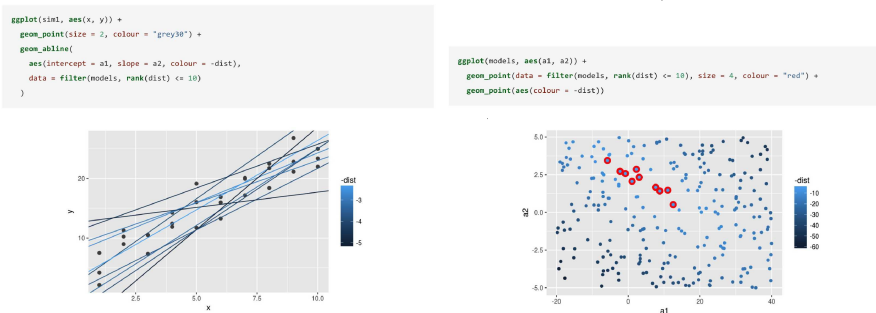 ggplot(sim1, aes(x, y)) +
geom_point(size = 2, colour = "grey30") +
geom_abline(
aes(intercept = a1, slope = a2, colour = -dist),
data = filter(models, rank(dist) <= 10)
)
20
10
y
2.5 5.0 7.5 10.0
x
-dist
-3
-4
-5
ggplot(models, aes(a1, a2)) +
geom_point(data = filter(models, rank(dist) <= 10), size = 4, colour = "red") +
geom_point(aes(colour = -dist))
5.0
2.5
0.0
-2.5
-5.0
a2
-20 0 20 40
a1
-dist
-10
-20
-30
-40
-50
-60